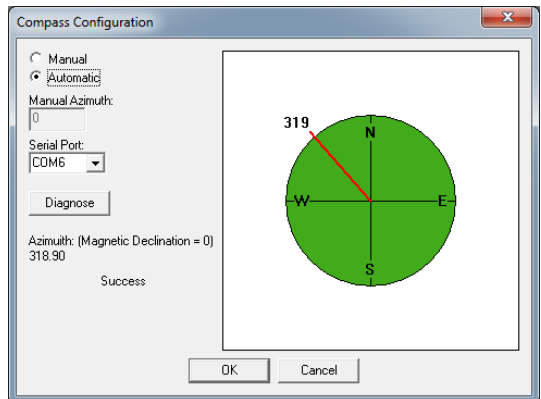 Compass Configuration
Manual
Automatic
Manual Azimuth:
0
Serial Port:
COM6
Diagnose
Azimuith: (Magnetic Declination = 0)
318.90
Success
319
N
W
E
S
OK
Cancel